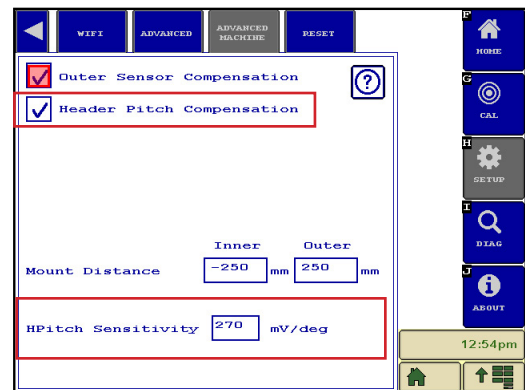 WIFI
ADVANCED
ADVANCED MACHINE
RESET
Outer Sensor Compensation
?
Header Pitch Compensation
Inner Outer
Mount Distance -250 mm 250 mm
HPitch Sensitivity 270 mV/deg
F
HOME
G
CAL
H
SETUP
I
DIAG
J
i
ABOUT
12:54pm